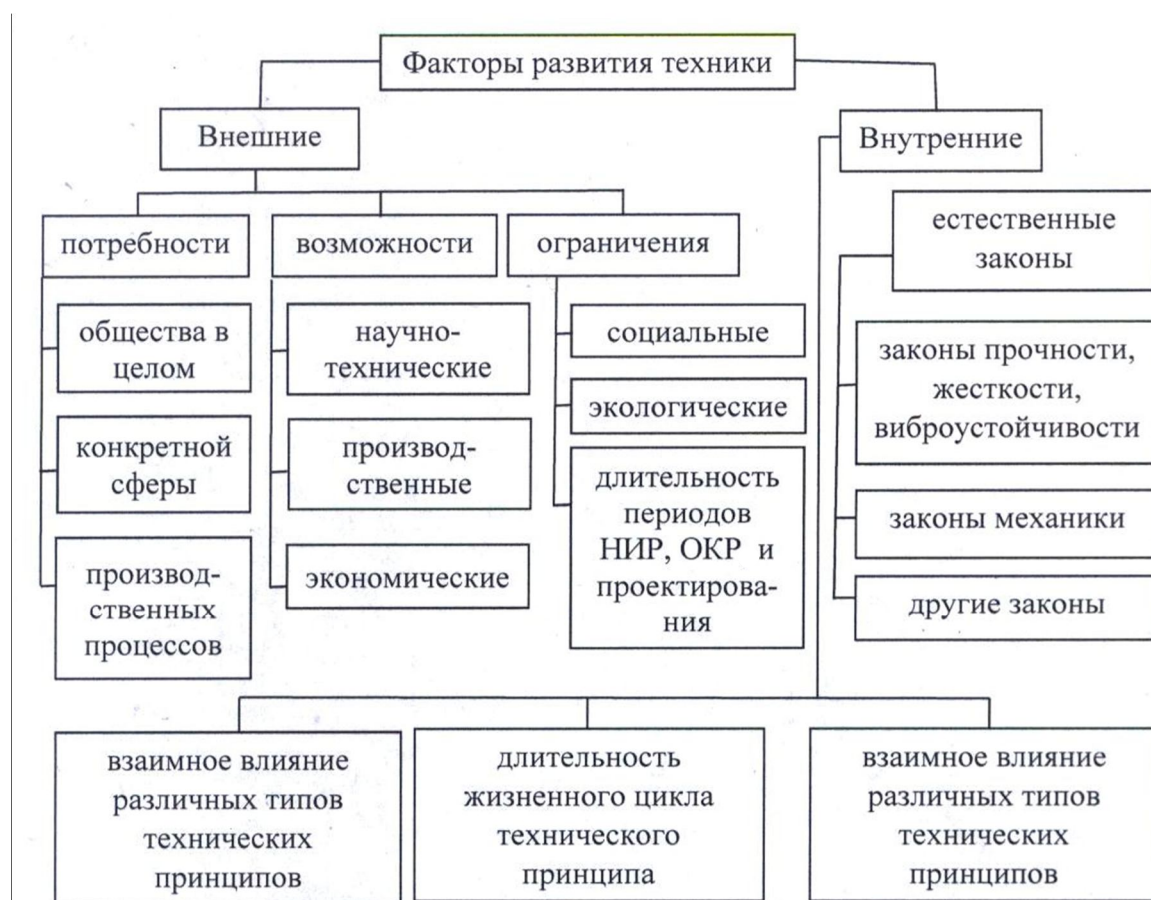 Факторы развития техники
Внешние
Внутренние
потребности
возможности
ограничения
естественные
законы
общества в
целом
научно-
технические
социальные
законы прочности,
жесткости,
виброустойчивости
конкретной
сферы
производ-
ственные
экологические
длительность
периодов
НИР, ОКР и
проектирова-
ния
законы механики
производ-
ственных
процессов
экономические
другие законы
взаимное влияние
различных типов
технических
принципов
длительность
жизненного цикла
технического
принципа
взаимное влияние
различных типов
технических
принципов